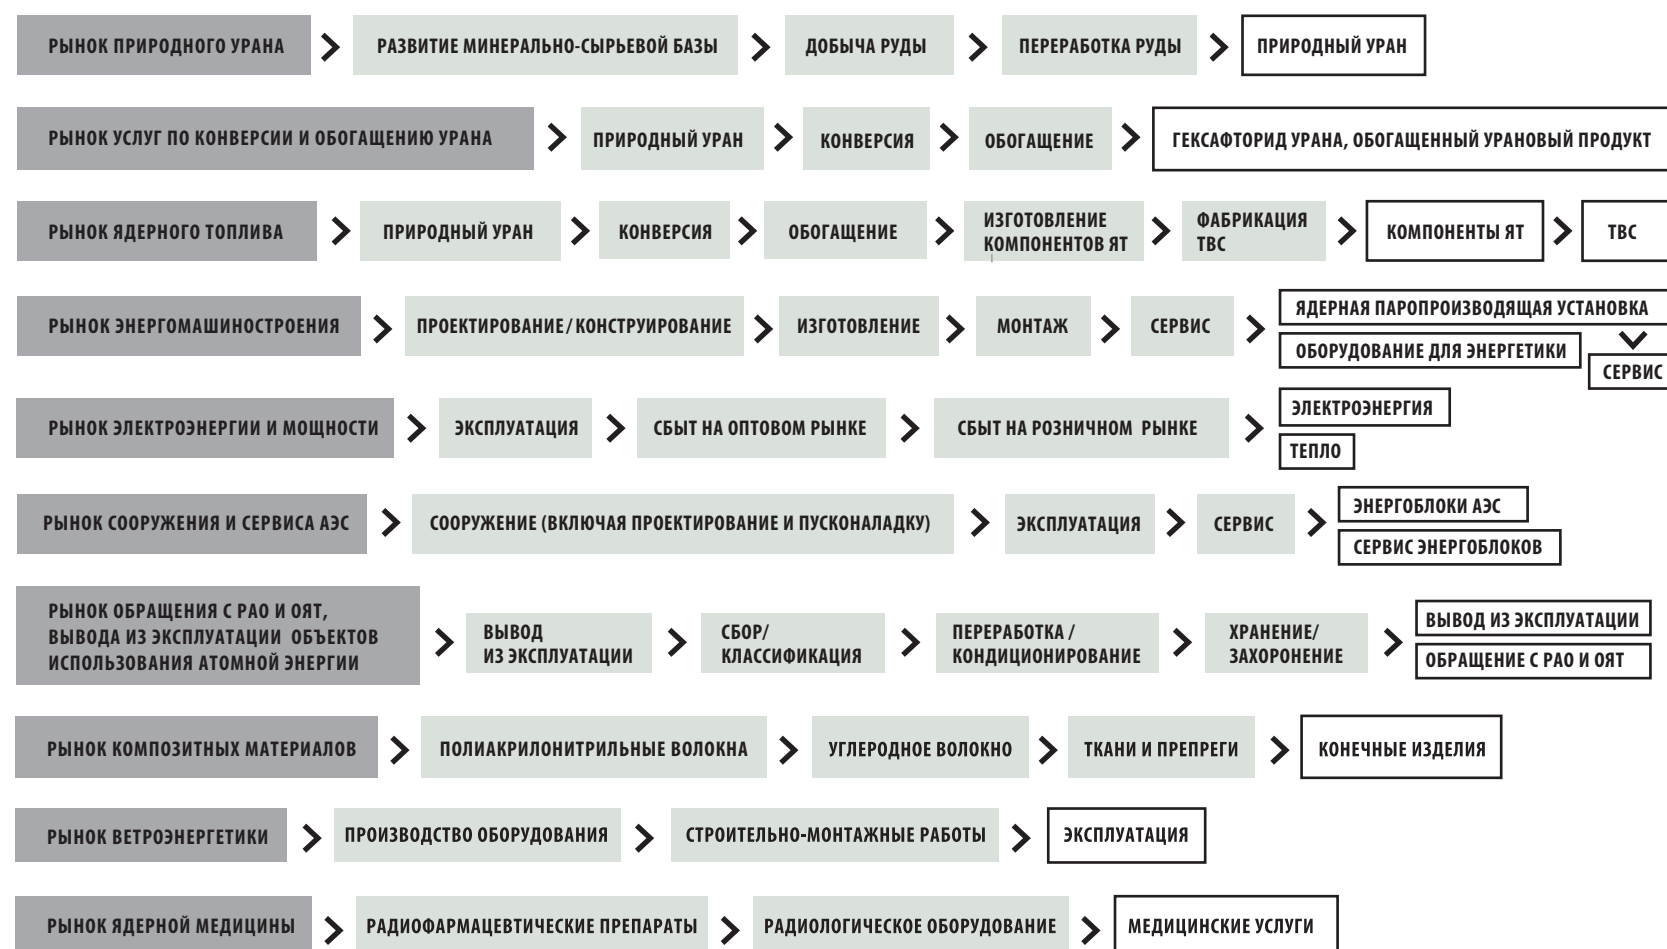 РЫНОК ПРИРОДНОГО УРАНА
РАЗВИТИЕ МИНЕРАЛЬНО-СЫРЬЕВОЙ БАЗЫ
ДОБЫЧА РУДЫ
ПЕРЕРАБОТКА РУДЫ
ПРИРОДНЫЙ УРАН
РЫНОК УСЛУГ ПО КОНВЕРСИИ И ОБОГАЩЕНИЮ УРАНА
ПРИРОДНЫЙ УРАН
КОНВЕРСИЯ
ОБОГАЩЕНИЕ
ГЕКСАФТОРИД УРАНА, ОБОГАЩЕННЫЙ УРАНОВЫЙ ПРОДУКТ
РЫНОК ЯДЕРНОГО ТОПЛИВА
ПРИРОДНЫЙ УРАН
КОНВЕРСИЯ
ОБОГАЩЕНИЕ
ИЗГОТОВЛЕНИЕ
КОМПОНЕНТОВ ЯТ
ФАБРИКАЦИЯ
ТВС
КОМПОНЕНТЫ ЯТ
ТВС
РЫНОК ЭНЕРГОМАШИНОСТРОЕНИЯ
ПРОЕКТИРОВАНИЕ/КОНСТРУИРОВАНИЕ
ИЗГОТОВЛЕНИЕ
МОНТАЖ
СЕРВИС
ЯДЕРНАЯ ПАРОПРОИЗВОДЯЩАЯ УСТАНОВКА
ОБОРУДОВАНИЕ ДЛЯ ЭНЕРГЕТИКИ
СЕРВИС
РЫНОК ЭЛЕКТРОЭНЕРГИИ И МОЩНОСТИ
ЭКСПЛУАТАЦИЯ
СБЫТ НА ОПТОВОМ РЫНКЕ
СБЫТ НА РОЗНИЧНОМ РЫНКЕ
ЭЛЕКТРОЭНЕРГИЯ
ТЕПЛО
РЫНОК СООРУЖЕНИЯ И СЕРВИСА АЭС
СООРУЖЕНИЕ (ВКЛЮЧАЯ ПРОЕКТИРОВАНИЕ И ПУСКОНАЛАДКУ)
ЭКСПЛУАТАЦИЯ
СЕРВИС
ЭНЕРГОБЛОКИ АЭС
СЕРВИС ЭНЕРГОБЛОКОВ
РЫНОК ОБРАЩЕНИЯ С РАО И ОЯТ,
ВЫВОДА ИЗ ЭКСПЛУАТАЦИИ ОБЪЕКТОВ
ИСПОЛЬЗОВАНИЯ АТОМНОЙ ЭНЕРГИИ
ВЫВОД
ИЗ ЭКСПЛУАТАЦИИ
СБОР/
КЛАССИФИКАЦИЯ
ПЕРЕРАБОТКА /
КОНДИЦИОНИРОВАНИЕ
ХРАНЕНИЕ/
ЗАХОРОНЕНИЕ
ВЫВОД ИЗ ЭКСПЛУАТАЦИИ
ОБРАЩЕНИЕ С РАО И ОЯТ
РЫНОК КОМПОЗИТНЫХ МАТЕРИАЛОВ
ПОЛИАКРИЛОНИТРИЛЬНЫЕ ВОЛОКНА
УГЛЕРОДНОЕ ВОЛОКНО
ТКАНИ И ПРЕПРЕГИ
КОНЕЧНЫЕ ИЗДЕЛИЯ
РЫНОК ВЕТРОЭНЕРГЕТИКИ
ПРОИЗВОДСТВО ОБОРУДОВАНИЯ
СТРОИТЕЛЬНО-МОНТАЖНЫЕ РАБОТЫ
ЭКСПЛУАТАЦИЯ
РЫНОК ЯДЕРНОЙ МЕДИЦИНЫ
РАДИОФАРМАЦЕВТИЧЕСКИЕ ПРЕПАРАТЫ
РАДИОЛОГИЧЕСКОЕ ОБОРУДОВАНИЕ
МЕДИЦИНСКИЕ УСЛУГИ